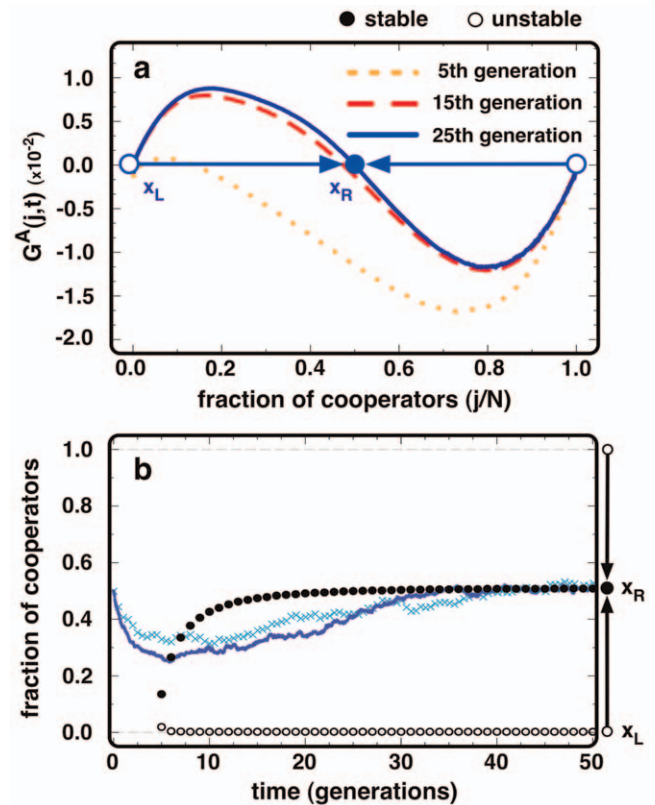 stable unstable
a
5th generation
15th generation
25th generation
1.0
0.5
0.0
-0.5
-1.0
-1.5
-2.0
G^A(j,t) (x10^-2)
x_L x_R
0.0 0.2 0.4 0.6 0.8 1.0
fraction of cooperators (j/N)
b
1.0
0.8
0.6
0.4
0.2
0.0
fraction of cooperators
x_R
x_L
0 10 20 30 40 50
time (generations)